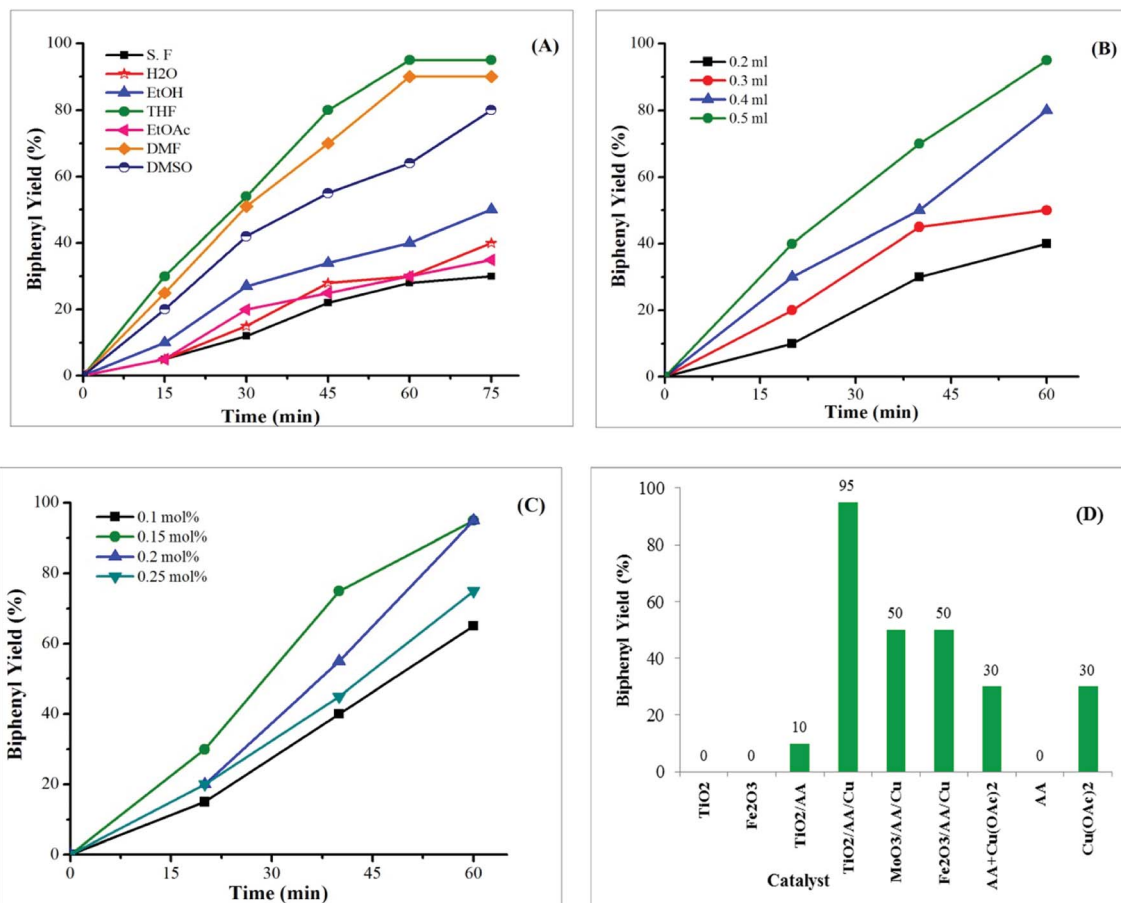 (A)
S. F
H2O
EtOH
THF
EtOAc
DMF
DMSO
Biphenyl Yield (%)
100
80
60
40
20
0
0 15 30 45 60 75
Time (min)
(B)
0.2 ml
0.3 ml
0.4 ml
0.5 ml
Biphenyl Yield (%)
100
80
60
40
20
0
0 15 30 45 60
Time (min)
(C)
0.1 mol%
0.15 mol%
0.2 mol%
0.25 mol%
Biphenyl Yield (%)
100
80
60
40
20
0
0 15 30 45 60
Time (min)
(D)
Biphenyl Yield (%)
100
80
60
40
20
0
0 0 10 95 50 50 30 0 30
TiO2
Fe2O3
TiO2/AA
TiO2/AA/Cu
MoO3/AA/Cu
Fe2O3/AA/Cu
AA+Cu(OAc)2
AA
Cu(OAc)2
Catalyst